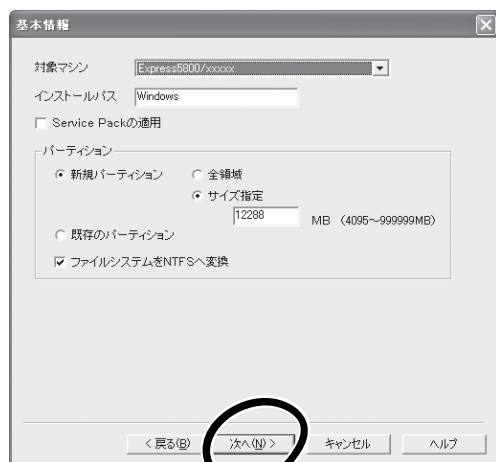 基本情報
対象マシン Express5800/xxxxx
インストールパス Windows
Service Packの適用
パーティション
新規パーティション 全領域
サイズ指定
12288 MB (4095~999999MB)
既存のパーティション
ファイルシステムをNTFSへ変換
< 戻る(B) 次へ(N) > キャンセル ヘルプ